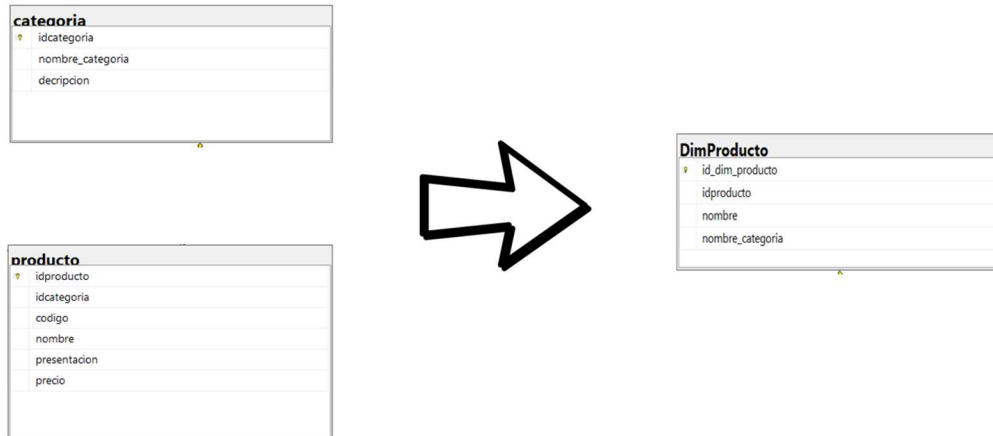 categoria
idcategoria
nombre_categoria
decripcion
producto
idproducto
idcategoria
codigo
nombre
presentacion
precio
DimProducto
id_dim_producto
idproducto
nombre
nombre_categoria